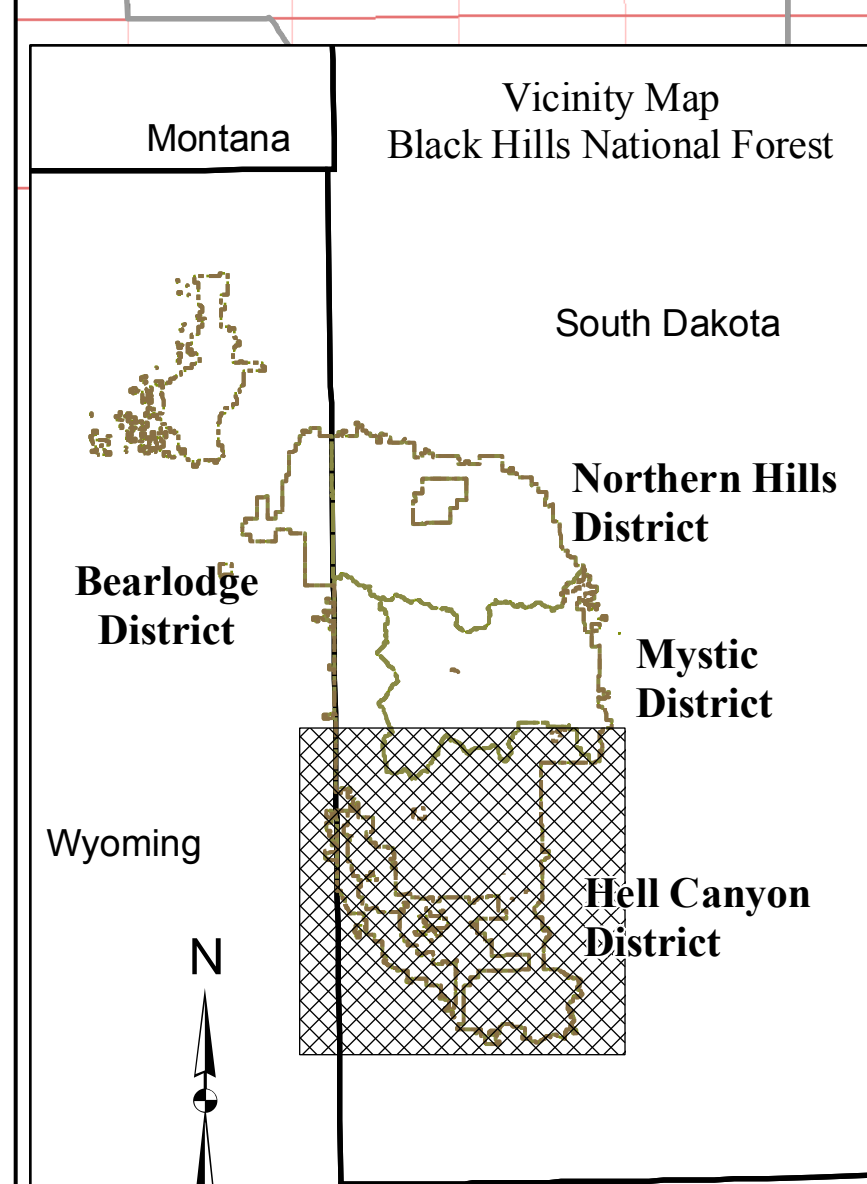 Vicinity Map
Black Hills National Forest
Montana
South Dakota
Northern Hills
District
Bearlodge
District
Mystic
District
Wyoming
Hell Canyon
District
N